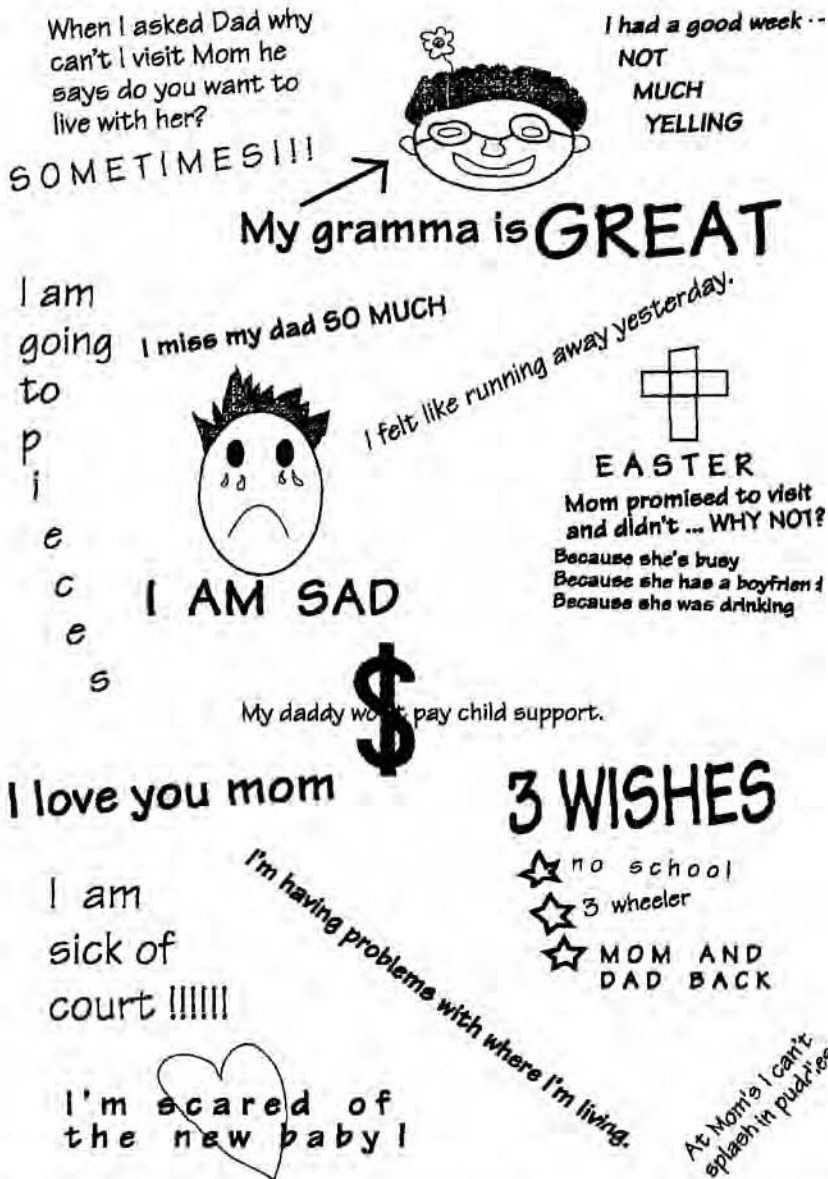 When I asked Dad why
can't I visit Mom he
says do you want to
live with her?
SOMETIMES!!!
I had a good week --
NOT
MUCH
YELLING
My gramma is GREAT
I am
going
to
p
i
e
c
e
s
I miss my dad SO MUCH
I felt like running away yesterday.
I AM SAD
EASTER
Mom promised to visit
and didn't ... WHY NOT?
Because she's busy
Because she has a boyfriend
Because she was drinking
$
My daddy won't pay child support.
I love you mom
3 WISHES
no school
3 wheeler
MOM AND
DAD BACK
I am
sick of
court !!!!!!
I'm having problems with where I'm living.
I'm scared of
the new baby!
At Mom's I can't
splash in puddles